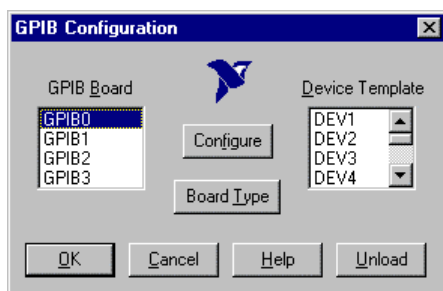 GPIB Configuration
GPIB Board
Device Template
GPIB0
GPIB1
GPIB2
GPIB3
DEV1
DEV2
DEV3
DEV4
Configure
Board Type
OK
Cancel
Help
Unload